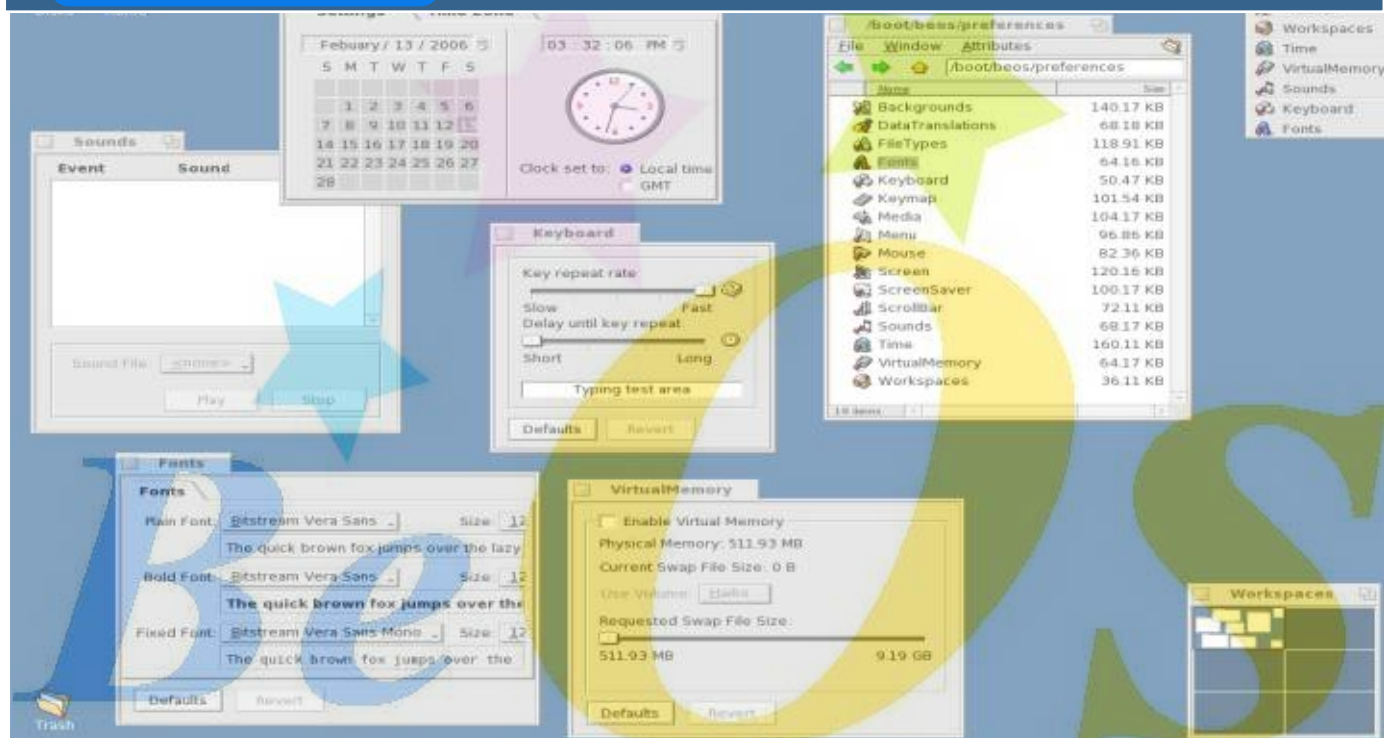 Settings Time Zone
Febuary / 13 / 2006
03 : 32 : 06 PM
S M T W T F S
1 2 3 4 5 6
7 8 9 10 11 12
14 15 16 17 18 19 20
21 22 23 24 25 26 27
28
Clock set to: Local time
GMT
/boot/beos/preferences
File Window Attributes
/boot/beos/preferences
Name Size
Backgrounds 140.17 KB
DataTranslations 68.18 KB
FileTypes 118.91 KB
Fonts 64.16 KB
Keyboard 50.47 KB
Keymap 101.54 KB
Media 104.17 KB
Menu 96.86 KB
Mouse 82.36 KB
Screen 120.16 KB
ScreenSaver 100.17 KB
ScrollBar 72.11 KB
Sounds 68.17 KB
Time 160.11 KB
VirtualMemory 64.17 KB
Workspaces 36.11 KB
items
Workspaces
Time
VirtualMemory
Sounds
Keyboard
Fonts
Sounds
Event Sound
Sound File: <none>
Play Stop
Keyboard
Key repeat rate
Slow Fast
Delay until key repeat
Short Long
Typing test area
Defaults Revert
Fonts
Fonts
Plain Font: Bitstream Vera Sans Size: 12
The quick brown fox jumps over the lazy
Bold Font: Bitstream Vera Sans Size: 12
The quick brown fox jumps over the
Fixed Font: Bitstream Vera Sans Mono Size: 12
The quick brown fox jumps over the
Defaults Revert
VirtualMemory
Enable Virtual Memory
Physical Memory: 511.93 MB
Current Swap File Size: 0 B
Use Volume: Haiku
Requested Swap File Size:
511.93 MB 9.19 GB
Defaults Revert
Workspaces
Trash
BeOS